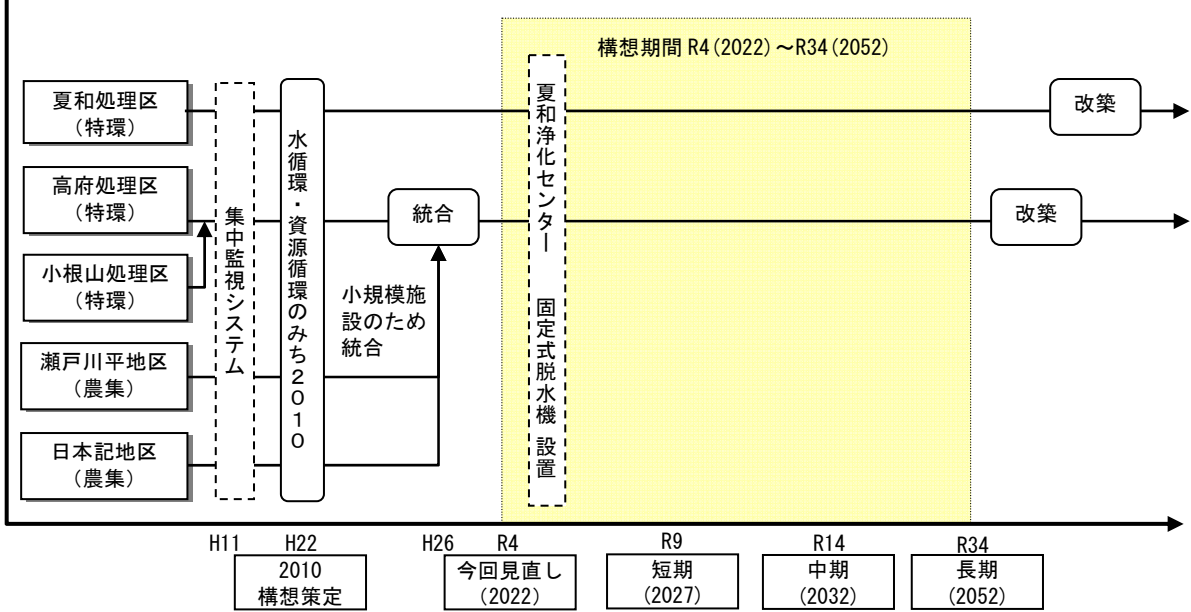 構想期間 R4(2022)～R34(2052)
夏和処理区
（特環）
高府処理区
（特環）
小根山処理区
（特環）
瀬戸川平地区
（農集）
日本記地区
（農集）
集中監視システム
水循環・資源循環のみち2010
統合
小規模施
設のため
統合
夏和浄化センター 固定式脱水機 設置
改築
改築
H11
H22
H26
R4
R9
R14
R34
2010
構想策定
今回見直し
(2022)
短期
(2027)
中期
(2032)
長期
(2052)